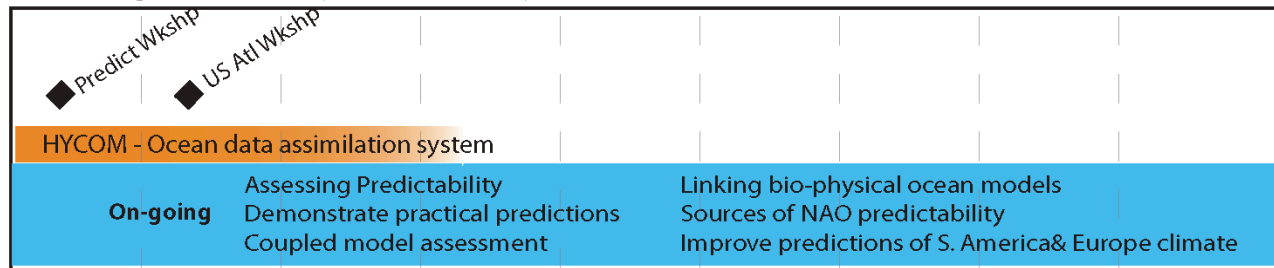 Predict Wkshp
US Atl Wkshp
HYCOM - Ocean data assimilation system
On-going
Assessing Predictability
Demonstrate practical predictions
Coupled model assessment
Linking bio-physical ocean models
Sources of NAO predictability
Improve predictions of S. America& Europe climate